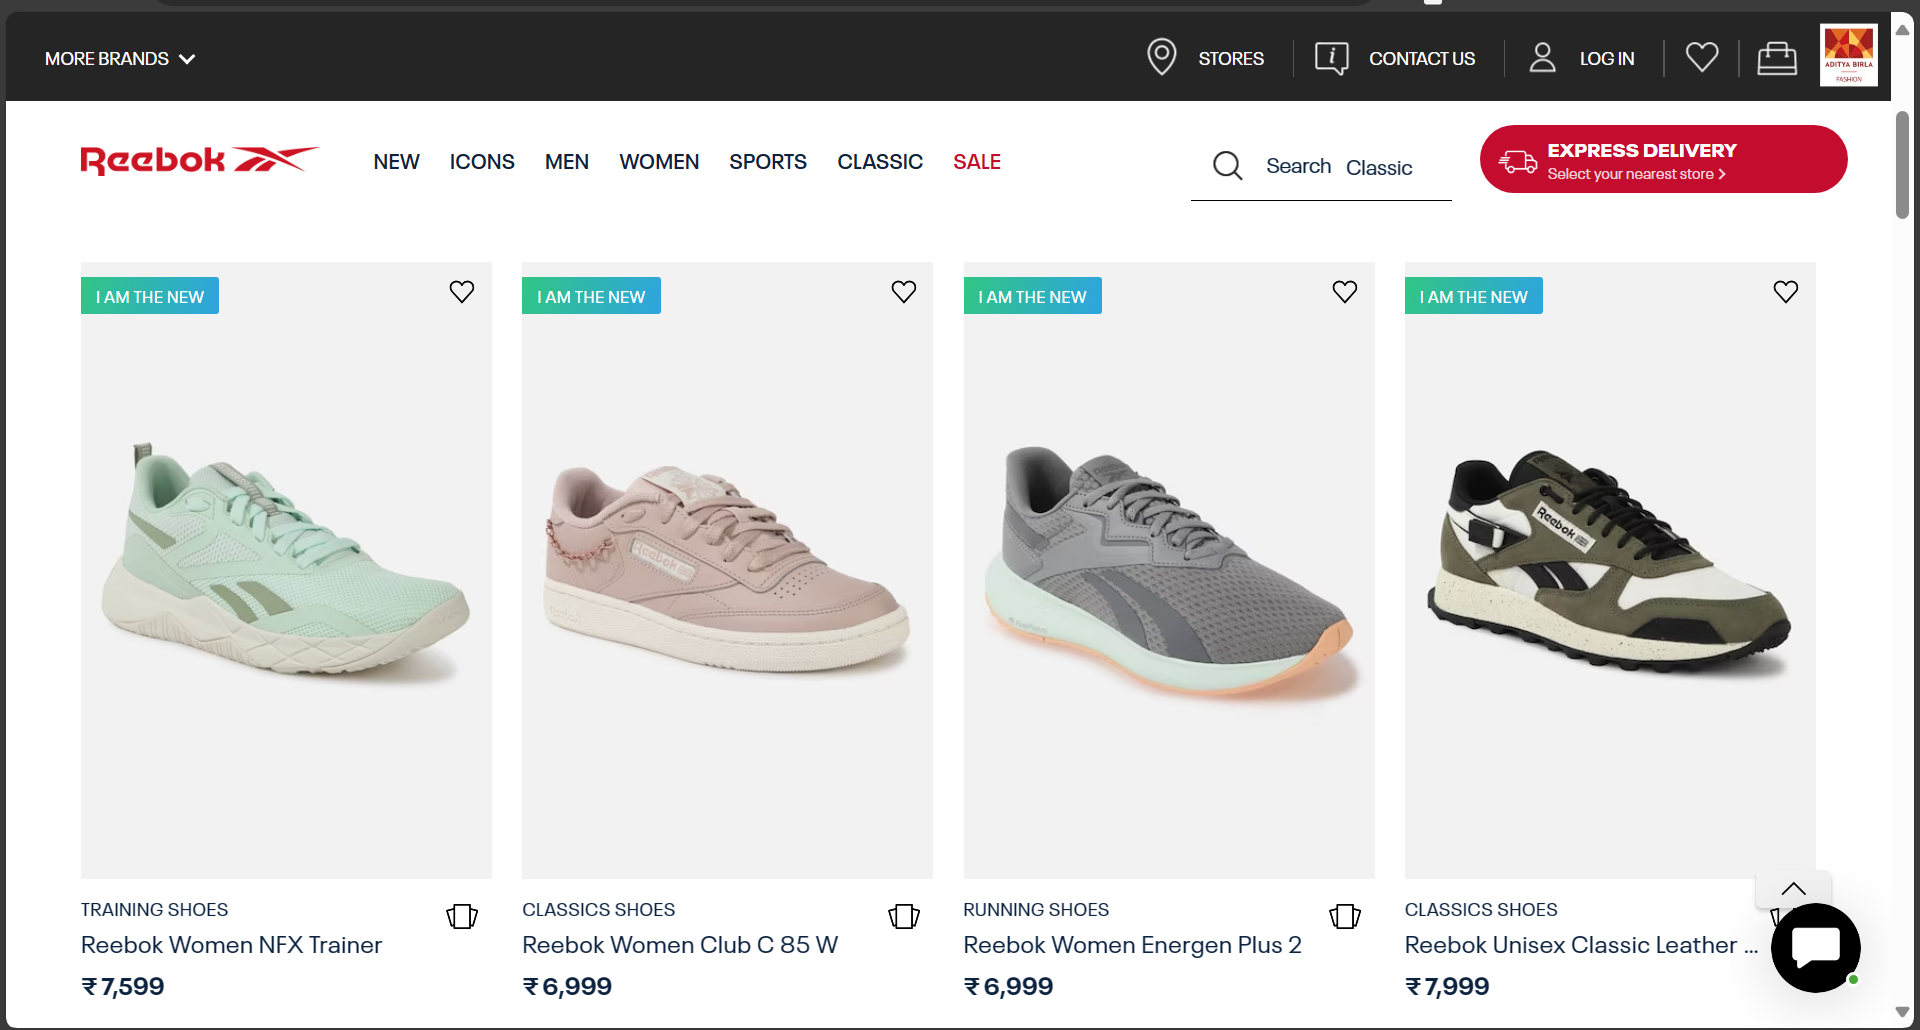 MORE BRANDS
STORES
CONTACT US
LOG IN
ADITYA BIRLA
FASHION
Reebok
NEW
ICONS
MEN
WOMEN
SPORTS
CLASSIC
SALE
Search Classic
EXPRESS DELIVERY
Select your nearest store >
I AM THE NEW
I AM THE NEW
I AM THE NEW
I AM THE NEW
Reebok
Reebok
TRAINING SHOES
Reebok Women NFX Trainer
₹ 7,599
CLASSICS SHOES
Reebok Women Club C 85 W
₹ 6,999
RUNNING SHOES
Reebok Women Energen Plus 2
₹ 6,999
CLASSICS SHOES
Reebok Unisex Classic Leather ...
₹ 7,999